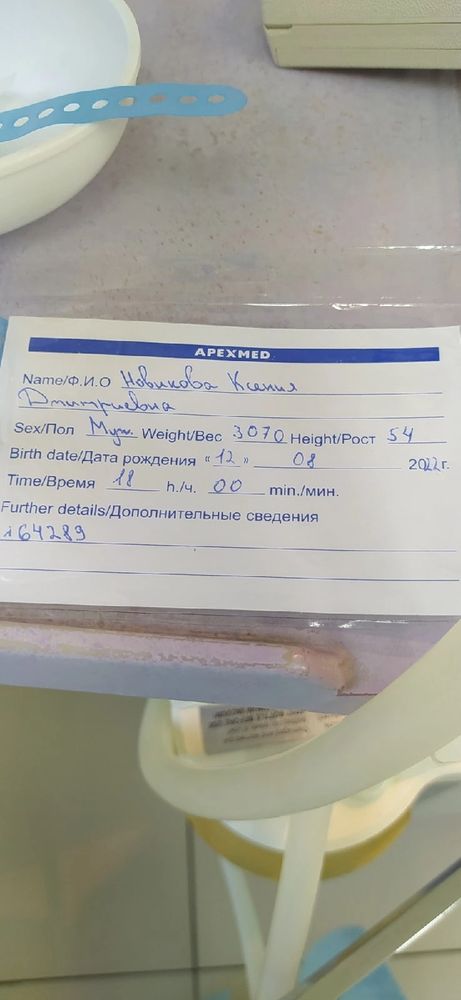 APEXMED
Name/Ф.И.О Новикова Ксения
Дмитриевна
Sex/Пол Муж. Weight/Вес 3070 Height/Рост 54
Birth date/Дата рождения «12» 08 2022г.
Time/Время 18 h./ч. 00 min./мин.
Further details/Дополнительные сведения
64289